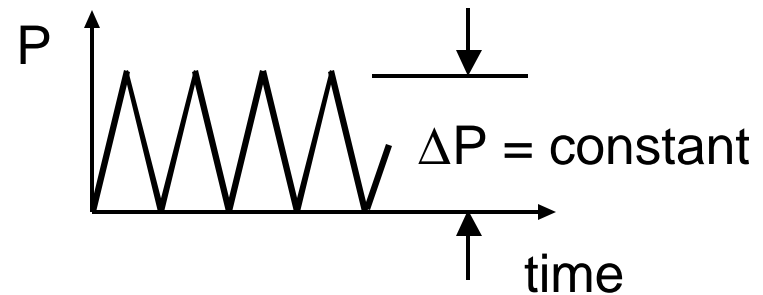 P
ΔP = constant
time